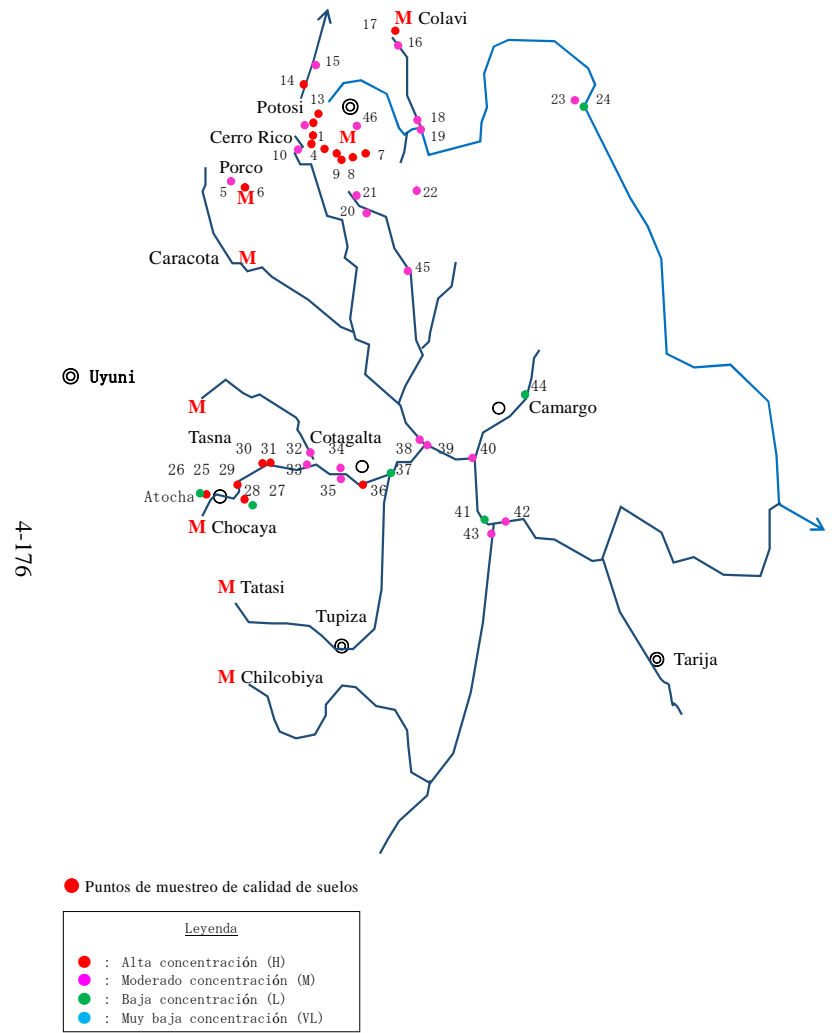 17 M Colavi
16
15
14
23 24
13
Potosi
46
18
19
Cerro Rico 1 M
10 4 7
9 8
Porco
5 6
M
21
22
20
Caracota M
45
Uyuni
M
44
Camargo
Tasna
Cotagalta
30 31 32 34
38 39 40
33
37
26 25 29
35 36
28 27
Atocha
M Chocaya
41 42
43
4-176
M Tatasi
Tupiza
Tarija
M Chilcobiya
Puntos de muestreo de calidad de suelos
Leyenda
: Alta concentración (H)
: Moderado concentración (M)
: Baja concentración (L)
: Muy baja concentración (VL)